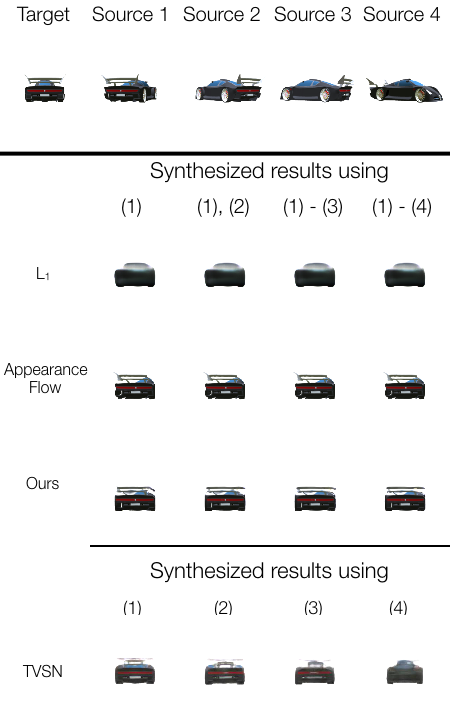 Target Source 1 Source 2 Source 3 Source 4
Synthesized results using
(1) (1), (2) (1) - (3) (1) - (4)
L1
Appearance
Flow
Ours
Synthesized results using
(1) (2) (3) (4)
TVSN